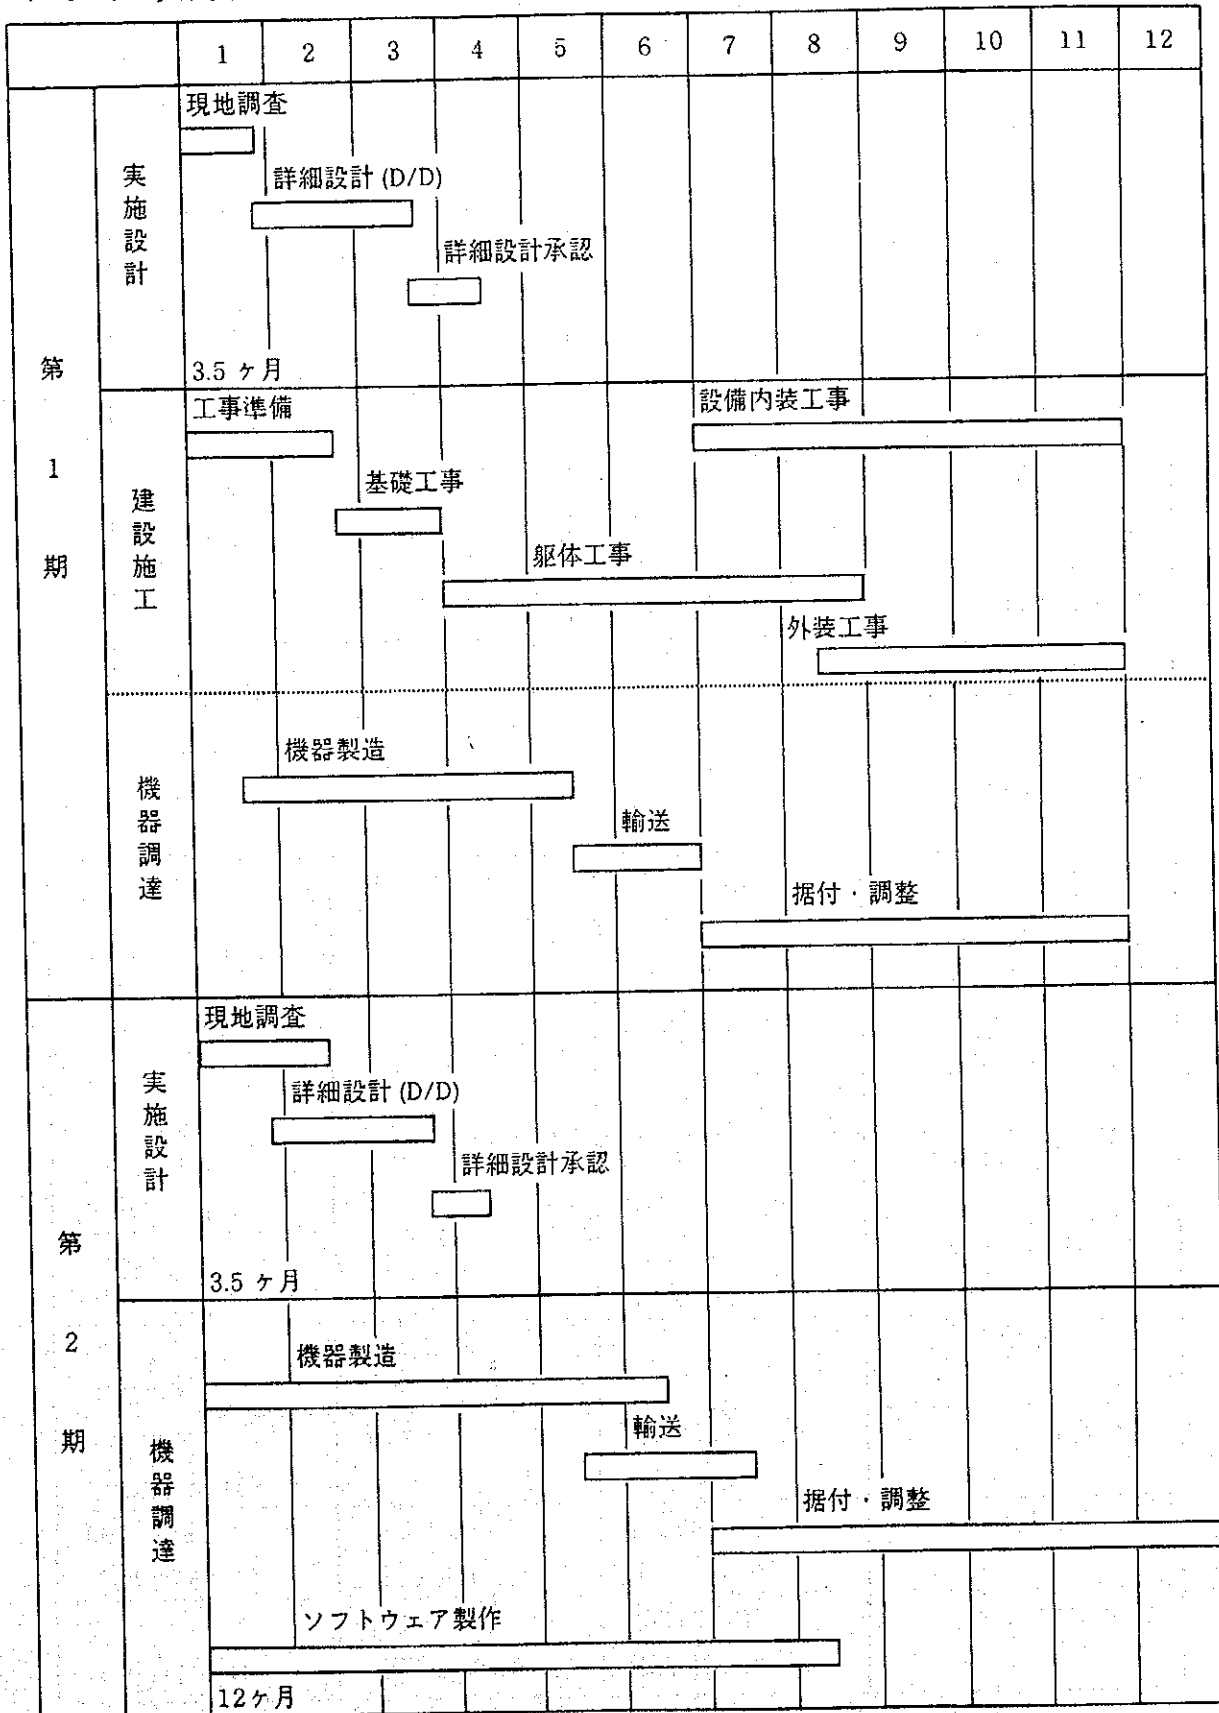 1 2 3 4 5 6 7 8 9 10 11 12
第1期
実施設計
現地調査
詳細設計 (D/D)
詳細設計承認
3.5 ヶ月
建設施工
工事準備
設備内装工事
基礎工事
躯体工事
外装工事
機器調達
機器製造
輸送
据付・調整
第2期
実施設計
現地調査
詳細設計 (D/D)
詳細設計承認
3.5 ヶ月
機器調達
機器製造
輸送
据付・調整
ソフトウェア製作
12ヶ月